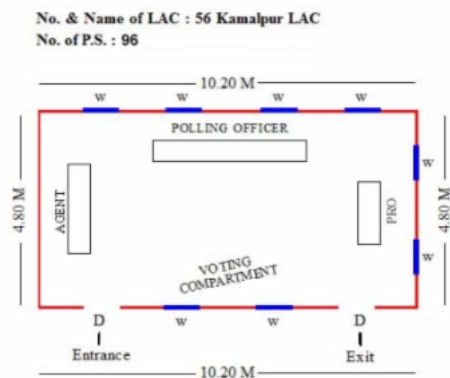 No. & Name of LAC : 56 Kamalpur LAC
No. of P.S. : 96
10.20 M
W W W W
POLLING OFFICER
4.80 M
AGENT
PRO
W
4.80 M
VOTING
COMPARTMENT
W
D W W D
Entrance Exit
10.20 M